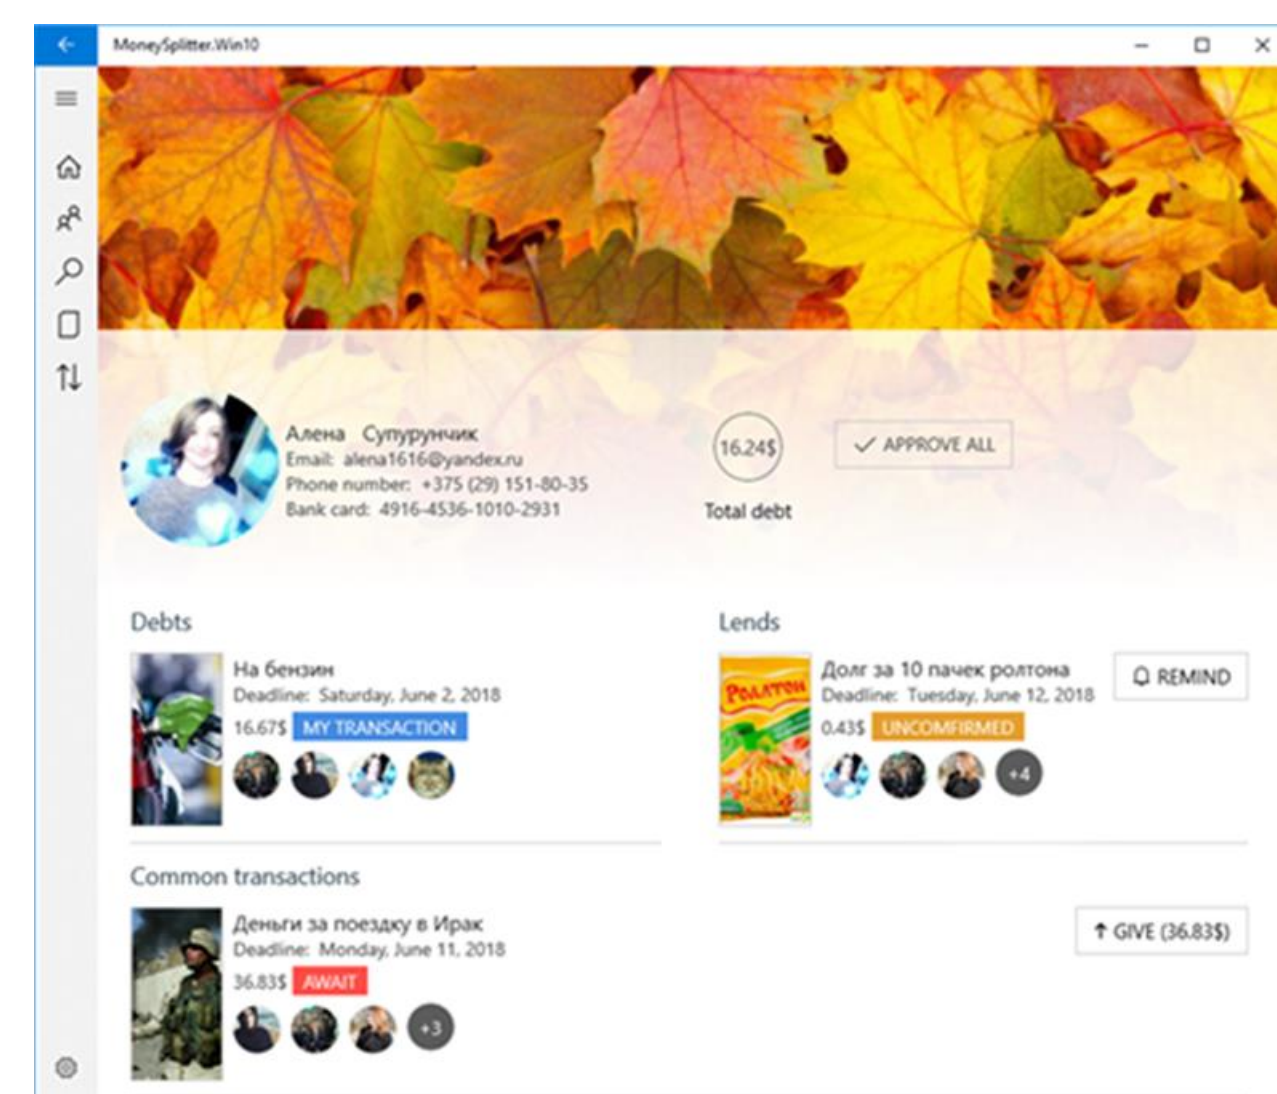 MoneySplitter.Win10
Алена Супурунчик
Email: alena1616@yandex.ru
Phone number: +375 (29) 151-80-35
Bank card: 4916-4536-1010-2931
16.24$
Total debt
APPROVE ALL
Debts
На бензин
Deadline: Saturday, June 2, 2018
16.67$ MY TRANSACTION
Lends
РОЛЛТОН
Долг за 10 пачек ролтона
Deadline: Tuesday, June 12, 2018
0.43$ UNCOMFIRMED
+4
REMIND
Common transactions
Деньги за поездку в Ирак
Deadline: Monday, June 11, 2018
36.83$ AWAIT
+3
GIVE (36.83$)